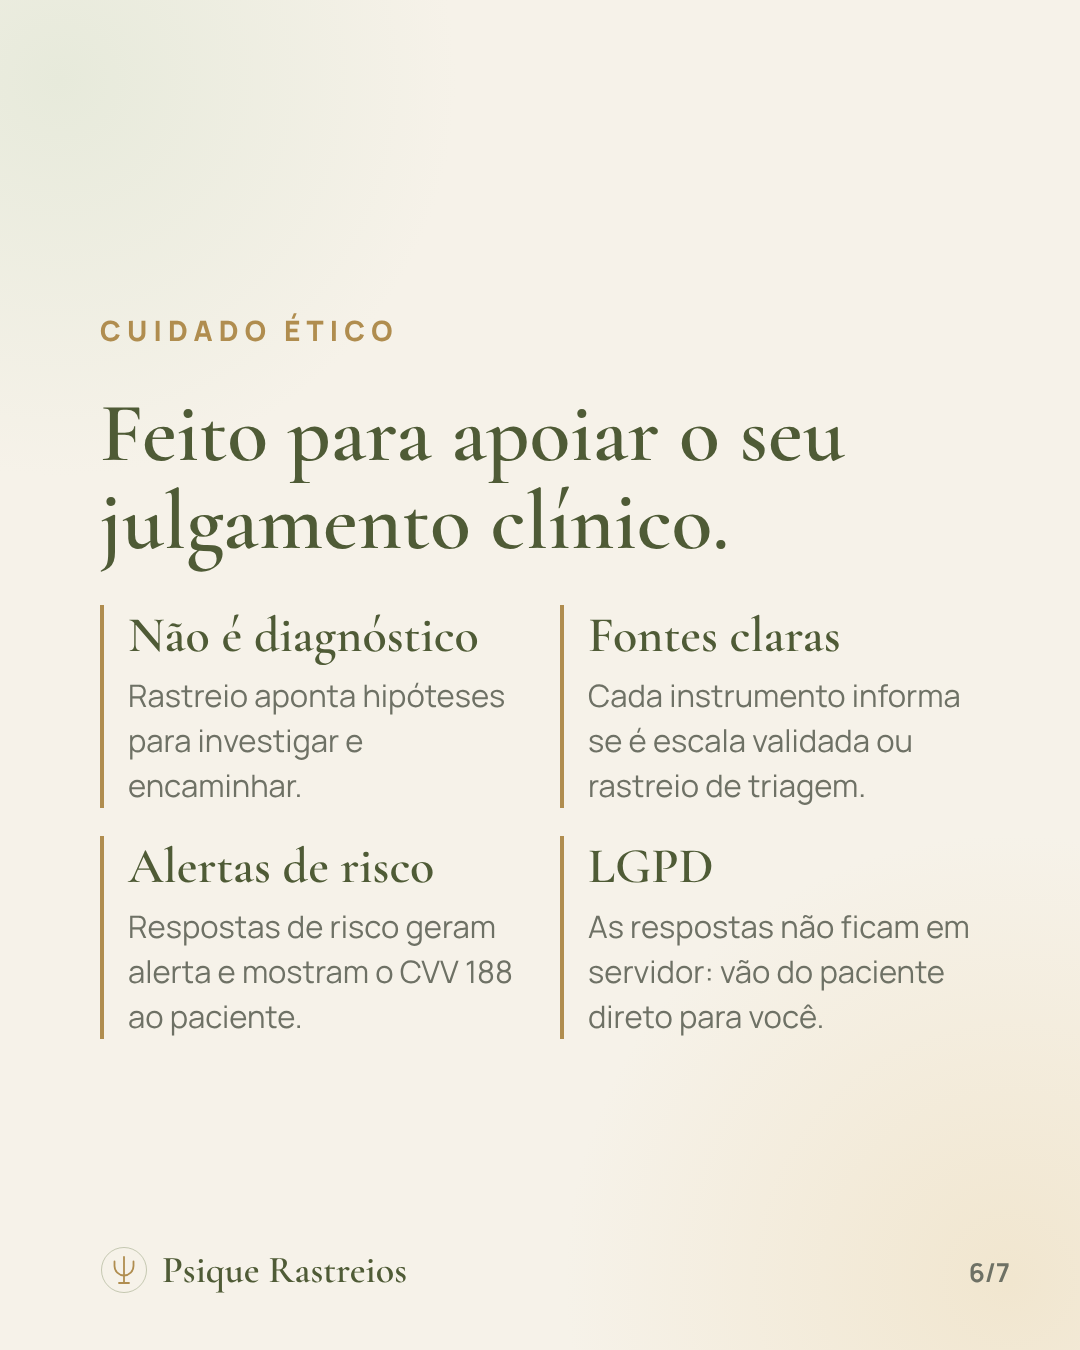 CUIDADO ÉTICO
Feito para apoiar o seu
julgamento clínico.
Não é diagnóstico
Rastreio aponta hipóteses
para investigar e
encaminhar.
Fontes claras
Cada instrumento informa
se é escala validada ou
rastreio de triagem.
Alertas de risco
Respostas de risco geram
alerta e mostram o CVV 188
ao paciente.
LGPD
As respostas não ficam em
servidor: vão do paciente
direto para você.
Psique Rastreios
6/7